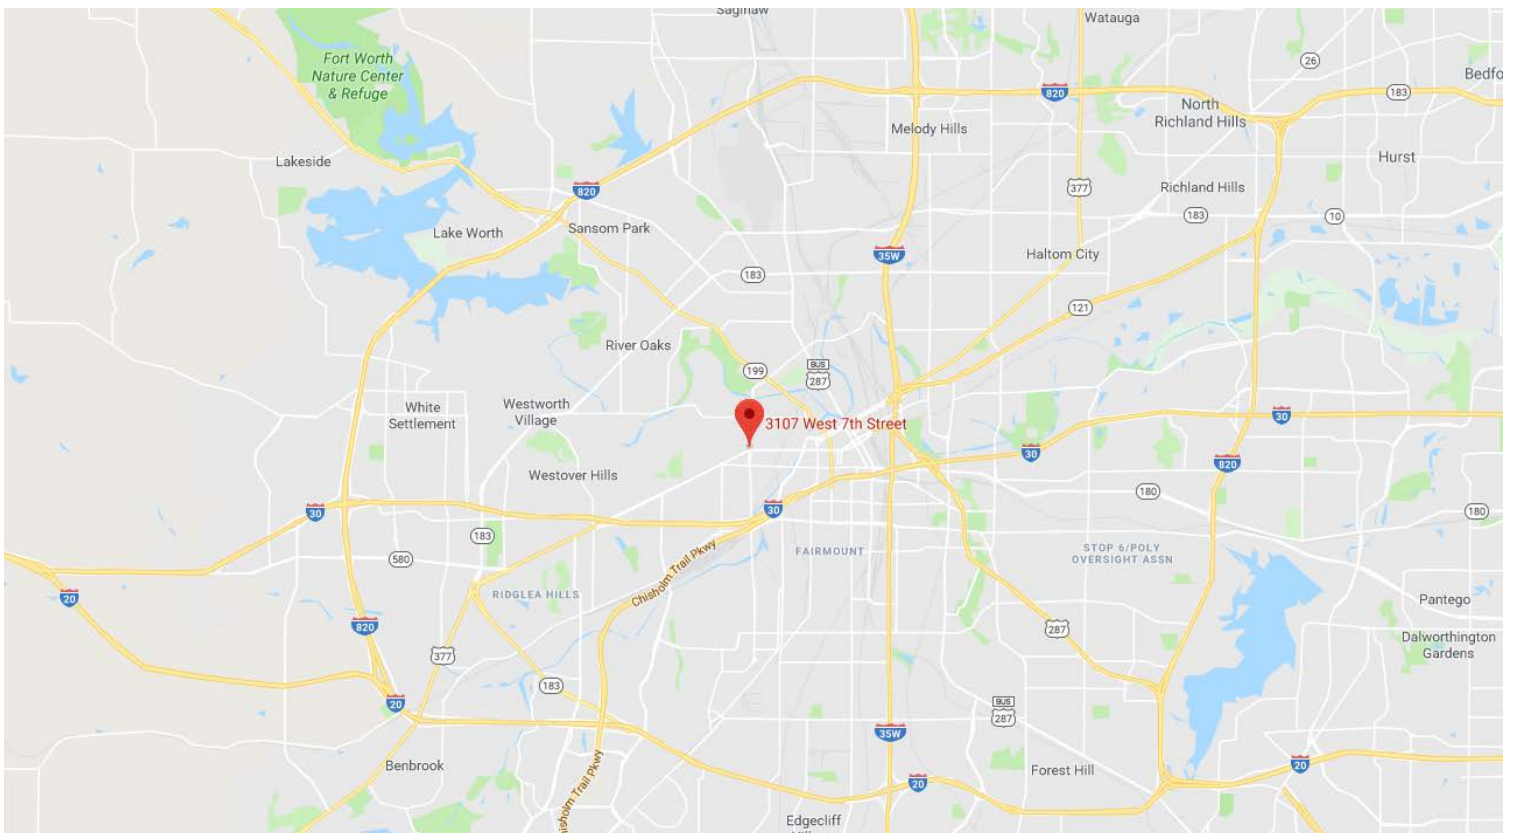 Saginaw
Watauga
Fort Worth
Nature Center
& Refuge
26
Bedfo
183
820
North
Richland Hills
Melody Hills
Lakeside
Hurst
820
377
Richland Hills
183
10
Lake Worth
Sansom Park
35W
Haltom City
183
121
River Oaks
BUS
287
199
White
Settlement
Westworth
Village
3107 West 7th Street
30
30
820
Westover Hills
180
30
30
180
183
580
FAIRMOUNT
STOP 6/POLY
OVERSIGHT ASSN
Chisholm Trail Pkwy
20
RIDGLEA HILLS
Pantego
820
287
Dalworthington
Gardens
377
183
20
BUS
287
35W
Benbrook
Forest Hill
20
20
Chisholm Trail Pkwy
Edgecliff